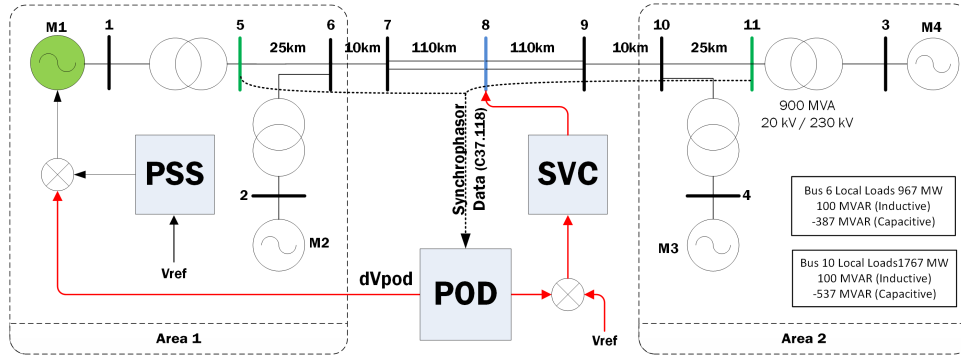 M1
1
5
6
7
8
9
10
11
3
M4
25km
10km
110km
110km
10km
25km
900 MVA
20 kV / 230 kV
PSS
Synchrophasor
Data (C37.118)
SVC
2
M2
4
M3
Bus 6 Local Loads 967 MW
100 MVAR (Inductive)
-387 MVAR (Capacitive)
Bus 10 Local Loads1767 MW
100 MVAR (Inductive)
-537 MVAR (Capacitive)
Vref
dVpod
POD
Vref
Area 1
Area 2